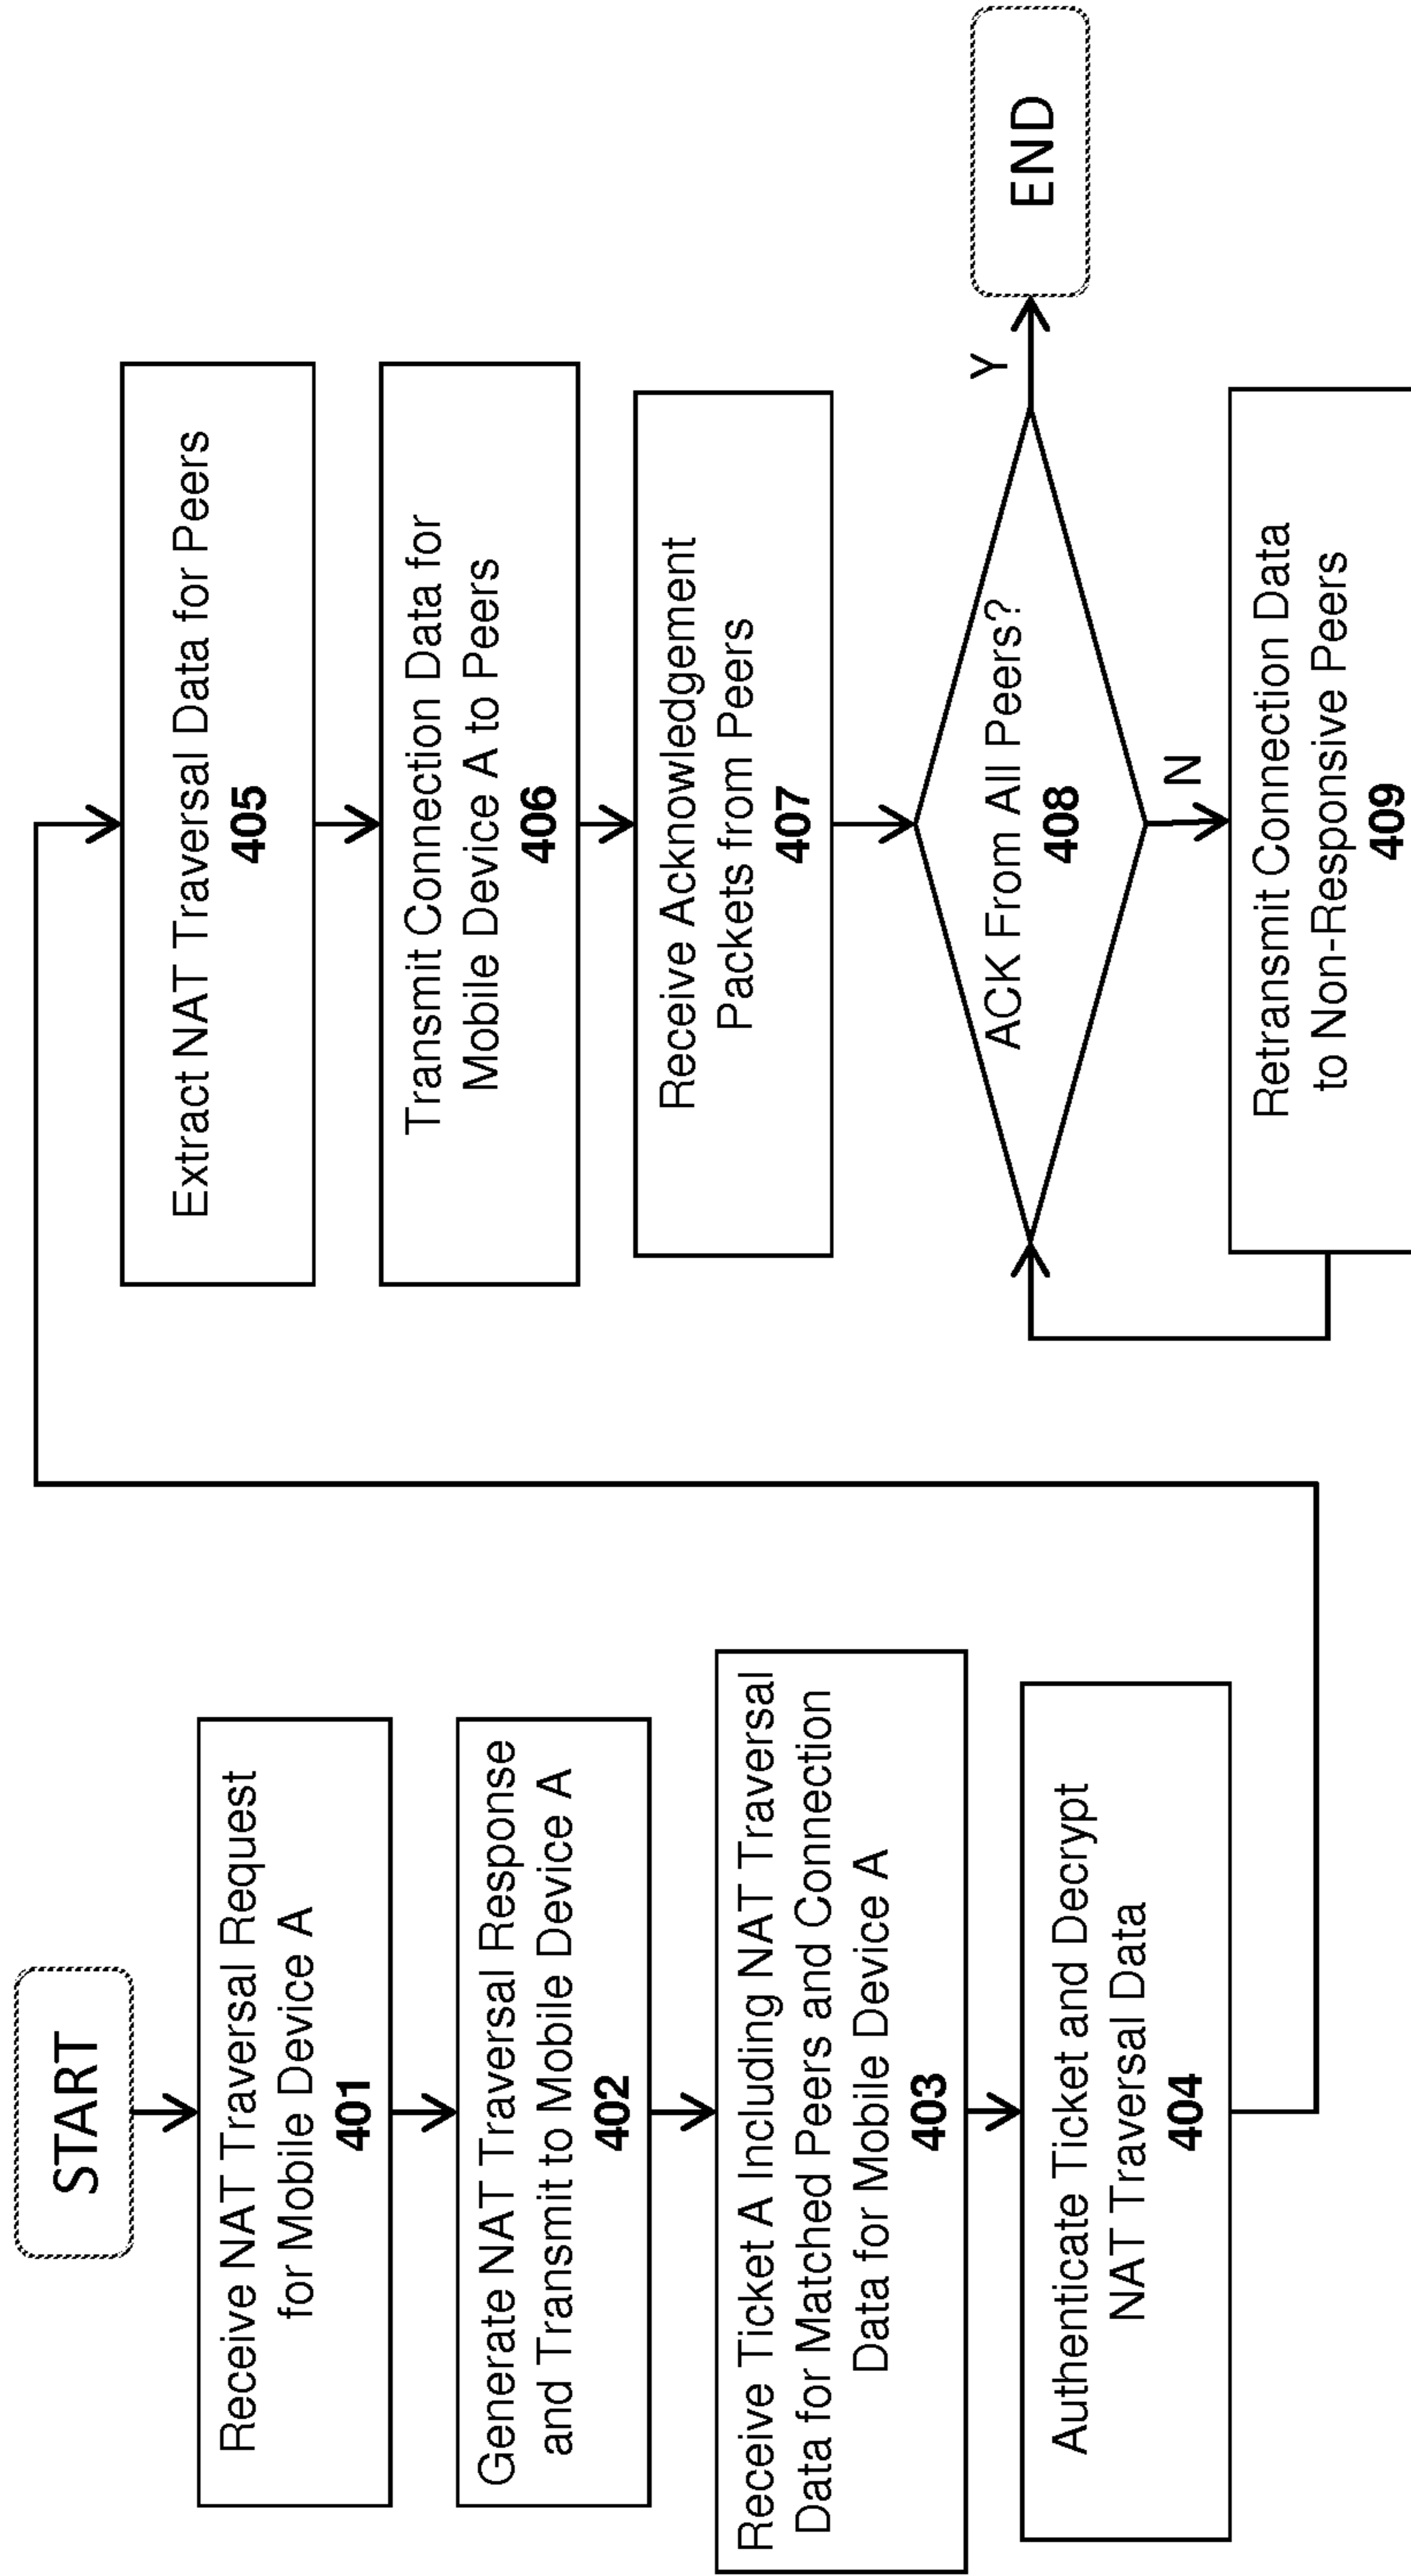 START
Receive NAT Traversal Request
for Mobile Device A
401
Generate NAT Traversal Response
and Transmit to Mobile Device A
402
Receive Ticket A Including NAT Traversal
Data for Matched Peers and Connection
Data for Mobile Device A
403
Authenticate Ticket and Decrypt
NAT Traversal Data
404
Extract NAT Traversal Data for Peers
405
Transmit Connection Data for
Mobile Device A to Peers
406
Receive Acknowledgement
Packets from Peers
407
ACK From All Peers?
408
Y
END
N
Retransmit Connection Data
to Non-Responsive Peers
409